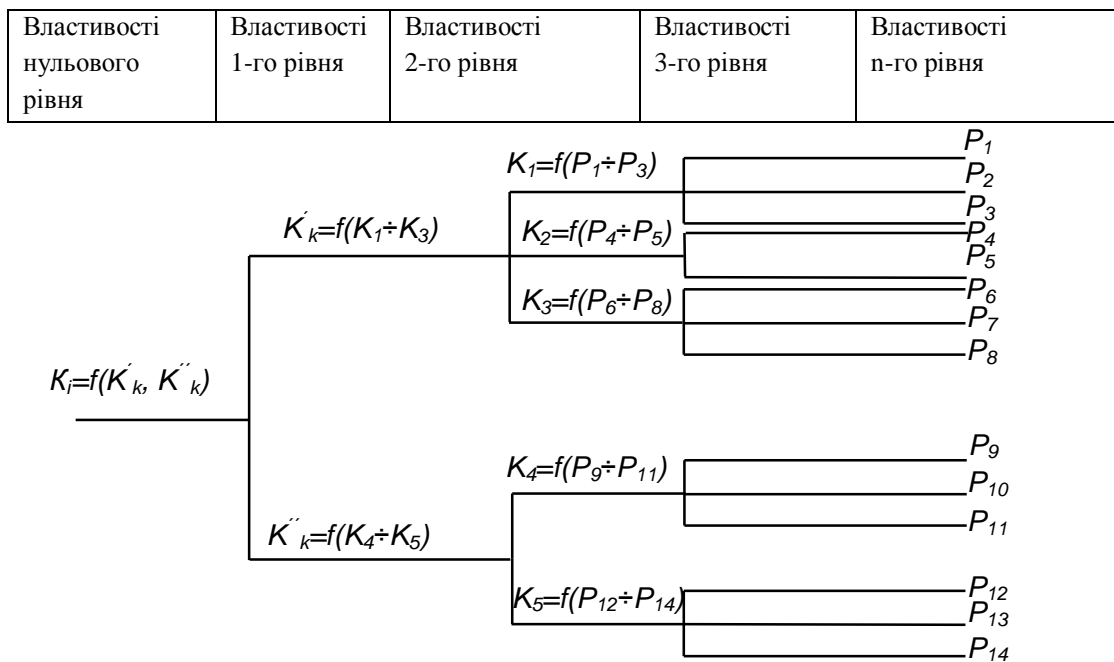 Властивості нульового рівня
Властивості 1-го рівня
Властивості 2-го рівня
Властивості 3-го рівня
Властивості n-го рівня
P₁
K₁=f(P₁÷P₃)
P₂
P₃
K´ₖ=f(K₁÷K₃)
K₂=f(P₄÷P₅)
P₄
P₅
K₃=f(P₆÷P₈)
P₆
P₇
P₈
Kᵢ=f(K´ₖ, K´´ₖ)
P₉
K₄=f(P₉÷P₁₁)
P₁₀
P₁₁
K´´ₖ=f(K₄÷K₅)
K₅=f(P₁₂÷P₁₄)
P₁₂
P₁₃
P₁₄